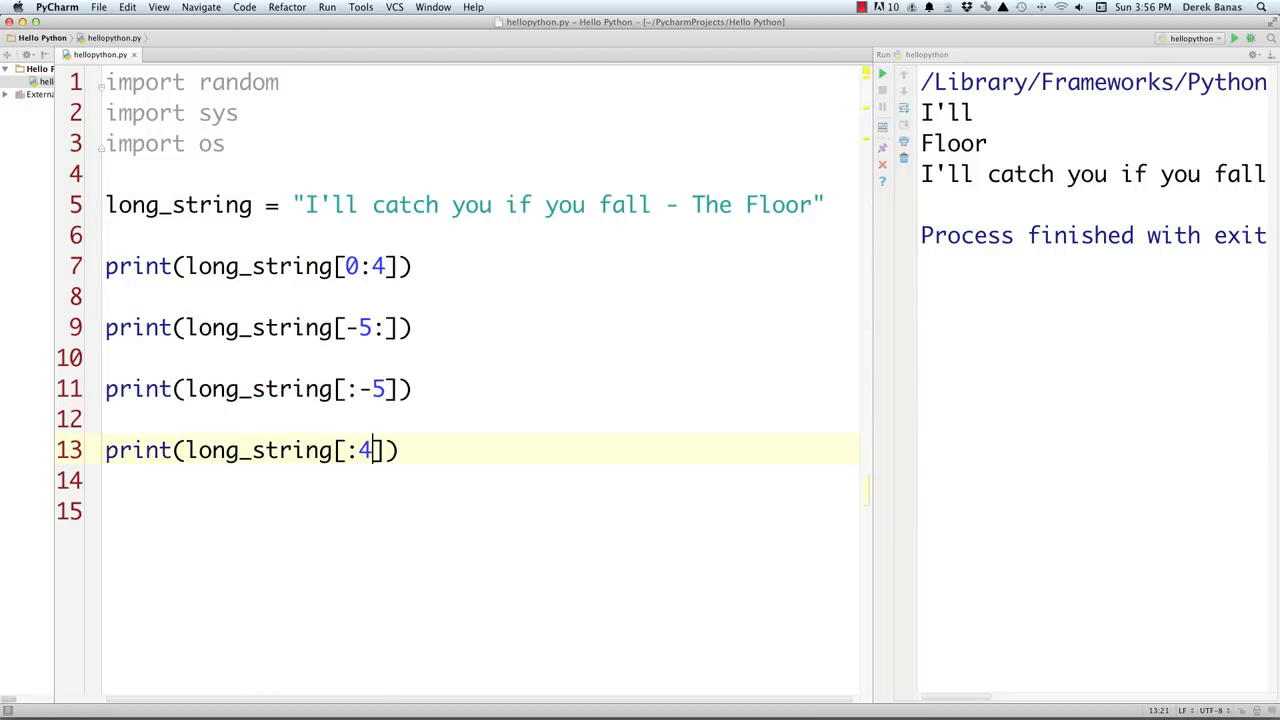 PyCharm File Edit View Navigate Code Refactor Run Tools VCS Window Help 10 Sun 3:56 PM Derek Banas
hellopython.py – Hello Python – [~/PycharmProjects/Hello Python]
Hello Python hellopython.py hellopython
hellopython.py
Run hellopython
Hello P
hello
Externa
1 import random
2 import sys
3 import os
4
5 long_string = "I'll catch you if you fall - The Floor"
6
7 print(long_string[0:4])
8
9 print(long_string[-5:])
10
11 print(long_string[:-5])
12
13 print(long_string[:4])
14
15
/Library/Frameworks/Python
I'll
Floor
I'll catch you if you fall
Process finished with exit
13:21 LF UTF-8